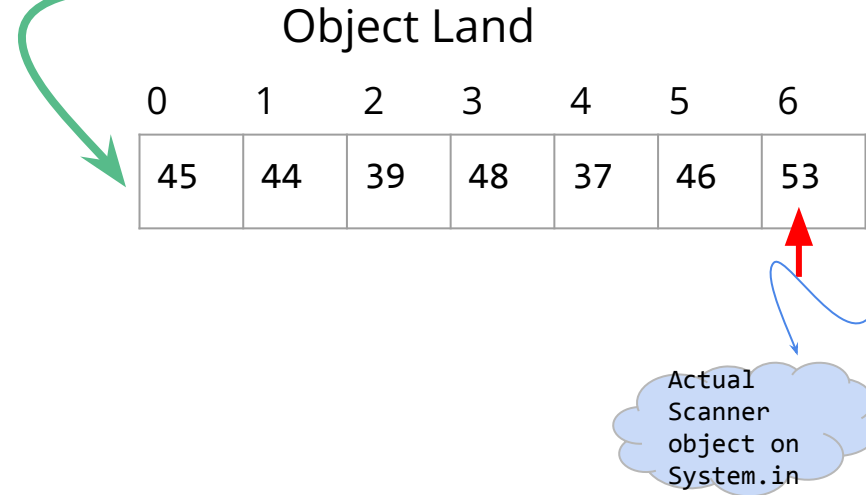 Object Land
0 1 2 3 4 5 6
45 44 39 48 37 46 53
Actual
Scanner
object on
System.in